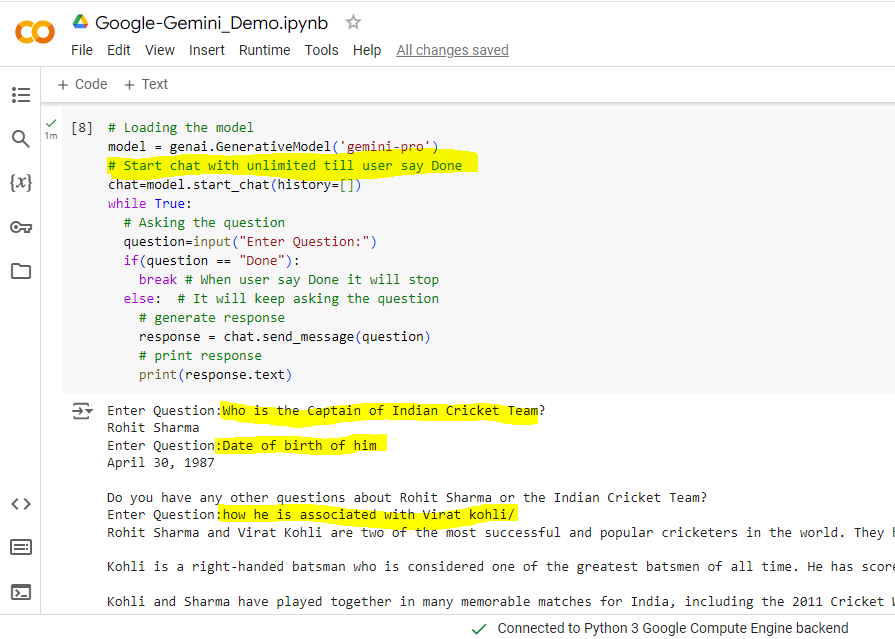 Google-Gemini_Demo.ipynb
File Edit View Insert Runtime Tools Help All changes saved
+ Code + Text
[8] # Loading the model
1m
model = genai.GenerativeModel('gemini-pro')
# Start chat with unlimited till user say Done
chat=model.start_chat(history=[])
while True:
# Asking the question
question=input("Enter Question:")
if(question == "Done"):
break # When user say Done it will stop
else: # It will keep asking the question
# generate response
response = chat.send_message(question)
# print response
print(response.text)
Enter Question:Who is the Captain of Indian Cricket Team?
Rohit Sharma
Enter Question:Date of birth of him
April 30, 1987
Do you have any other questions about Rohit Sharma or the Indian Cricket Team?
Enter Question:how he is associated with Virat kohli/
Rohit Sharma and Virat Kohli are two of the most successful and popular cricketers in the world. They
Kohli is a right-handed batsman who is considered one of the greatest batsmen of all time. He has
Kohli and Sharma have played together in many memorable matches for India, including the 2011 Cricket
Connected to Python 3 Google Compute Engine backend